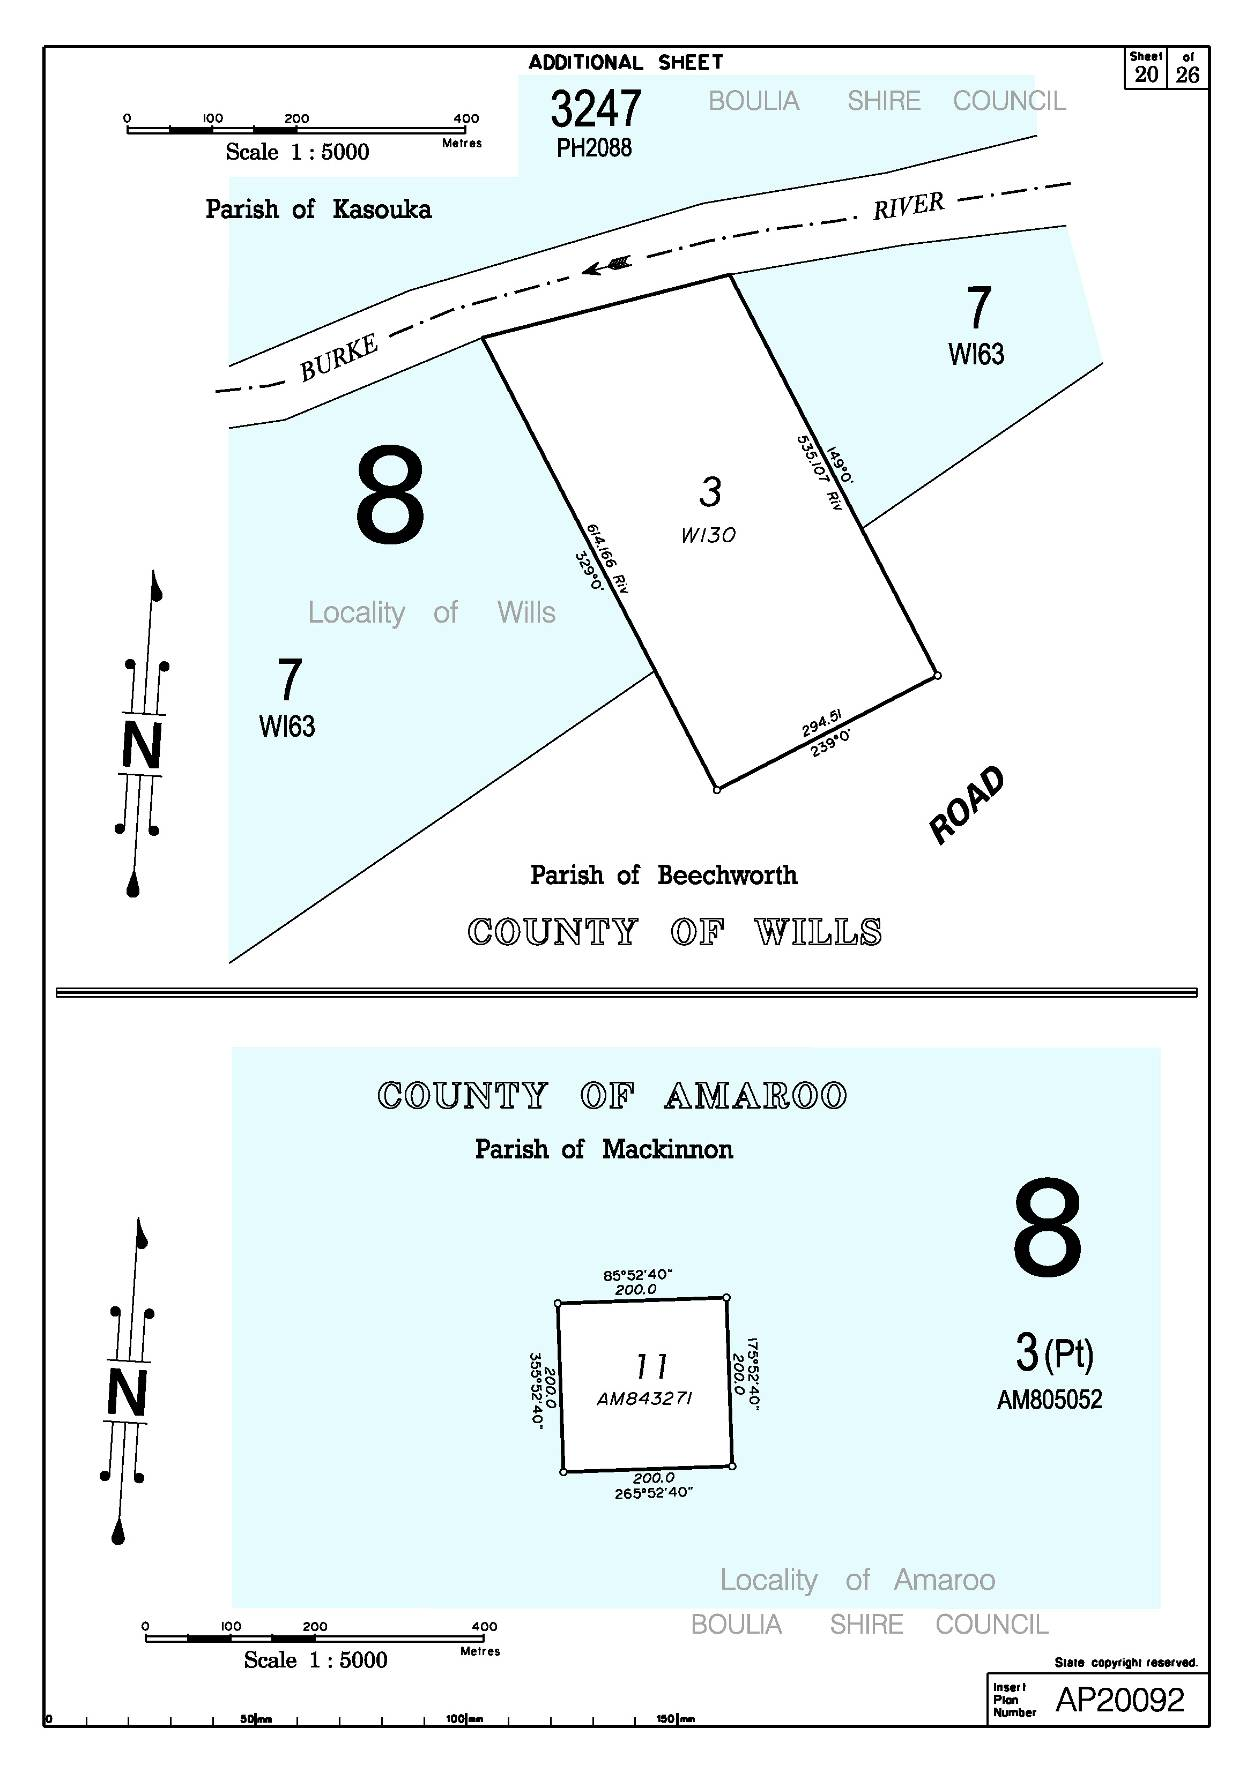 ADDITIONAL SHEET
Sheet of
20 26
3247
PH2088
BOULIA SHIRE COUNCIL
0 100 200 400
Metres
Scale 1 : 5000
Parish of Kasouka
RIVER
BURKE
7
WI63
8
149°0'
535.107 Riv
3
WI30
614.166 Riv
329°0'
Locality of Wills
7
WI63
N
294.51
239°0'
ROAD
Parish of Beechworth
COUNTY OF WILLS
COUNTY OF AMAROO
Parish of Mackinnon
8
85°52'40"
200.0
3 (Pt)
AM805052
11
AM843271
355°52'40"
200.0
175°52'40"
200.0
N
200.0
265°52'40"
Locality of Amaroo
BOULIA SHIRE COUNCIL
0 100 200 400
Metres
Scale 1 : 5000
State copyright reserved.
Insert
Plan
Number
AP20092
0 50 mm 100 mm 150 mm